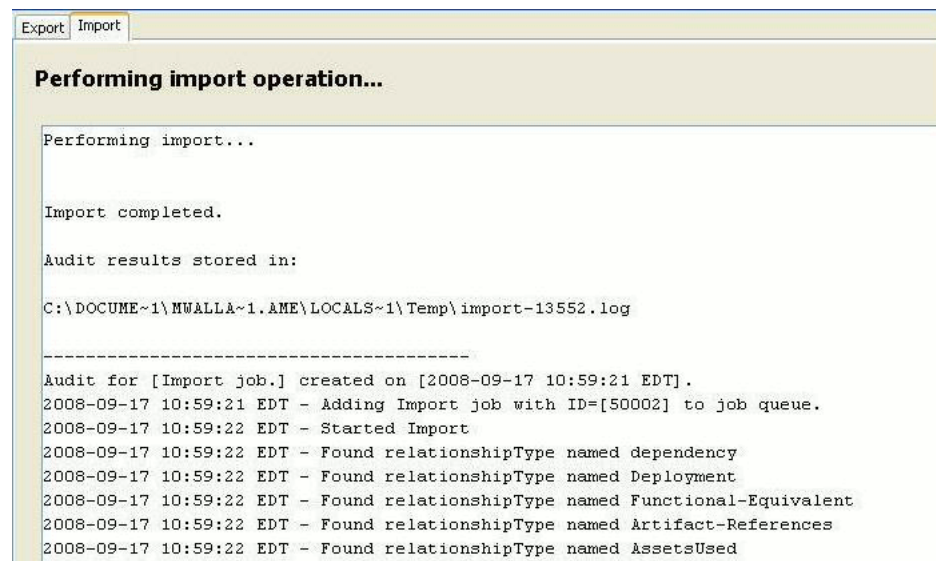 Export Import
Performing import operation...
Performing import...
Import completed.
Audit results stored in:
C:\DOCUME~1\MWALLA~1.AME\LOCALS~1\Temp\import-13552.log
----------------------------------------
Audit for [Import job.] created on [2008-09-17 10:59:21 EDT].
2008-09-17 10:59:21 EDT - Adding Import job with ID=[50002] to job queue.
2008-09-17 10:59:22 EDT - Started Import
2008-09-17 10:59:22 EDT - Found relationshipType named dependency
2008-09-17 10:59:22 EDT - Found relationshipType named Deployment
2008-09-17 10:59:22 EDT - Found relationshipType named Functional-Equivalent
2008-09-17 10:59:22 EDT - Found relationshipType named Artifact-References
2008-09-17 10:59:22 EDT - Found relationshipType named AssetsUsed